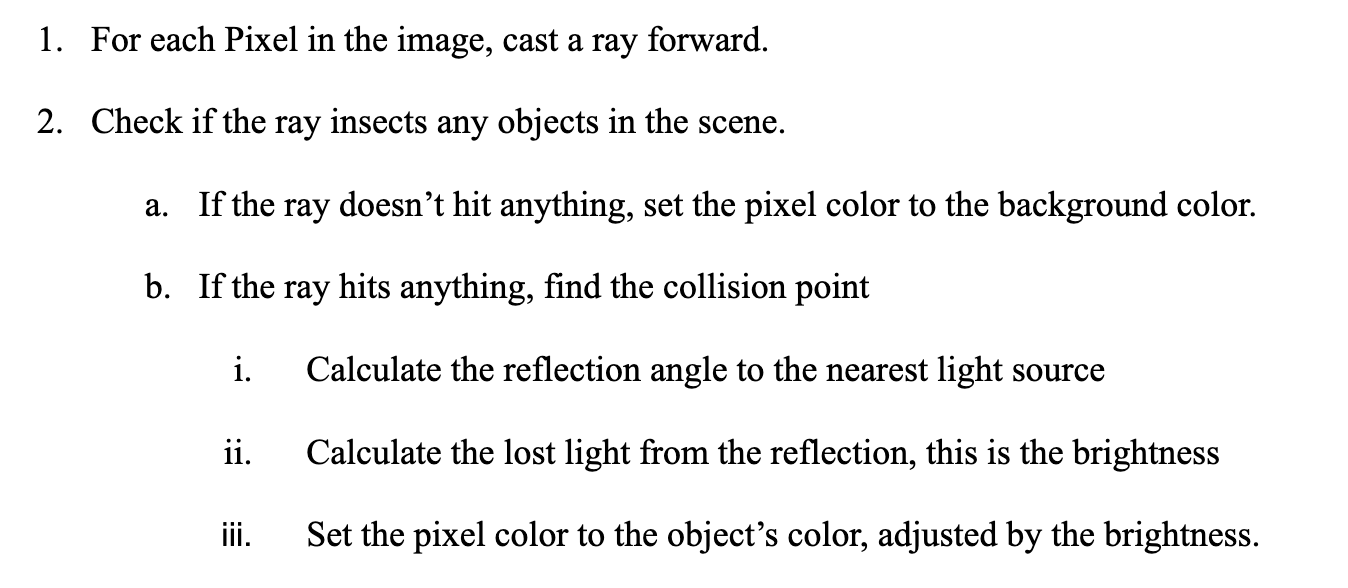 1. For each Pixel in the image, cast a ray forward.
2. Check if the ray insects any objects in the scene.
a. If the ray doesn’t hit anything, set the pixel color to the background color.
b. If the ray hits anything, find the collision point
i. Calculate the reflection angle to the nearest light source
ii. Calculate the lost light from the reflection, this is the brightness
iii. Set the pixel color to the object’s color, adjusted by the brightness.